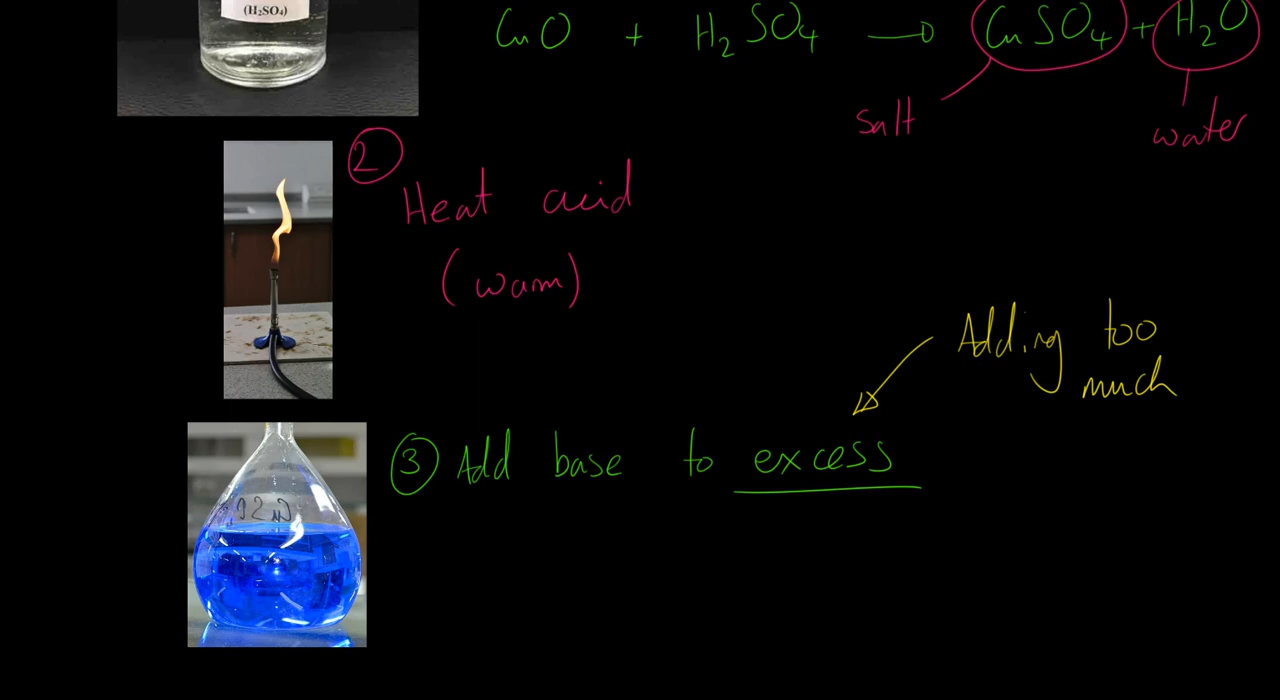 (H₂SO₄)
CuO + H₂SO₄ → CuSO₄ + H₂O
salt
water
②
Heat acid
(warm)
Adding too
much
③ Add base to excess